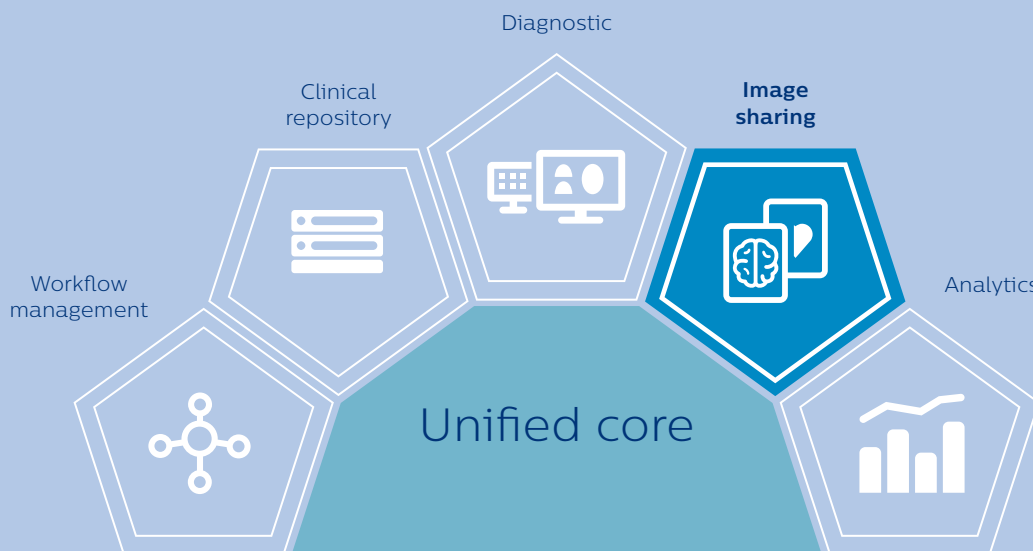 Diagnostic
Clinical
repository
Image
sharing
Workflow
management
Analytics
Unified core